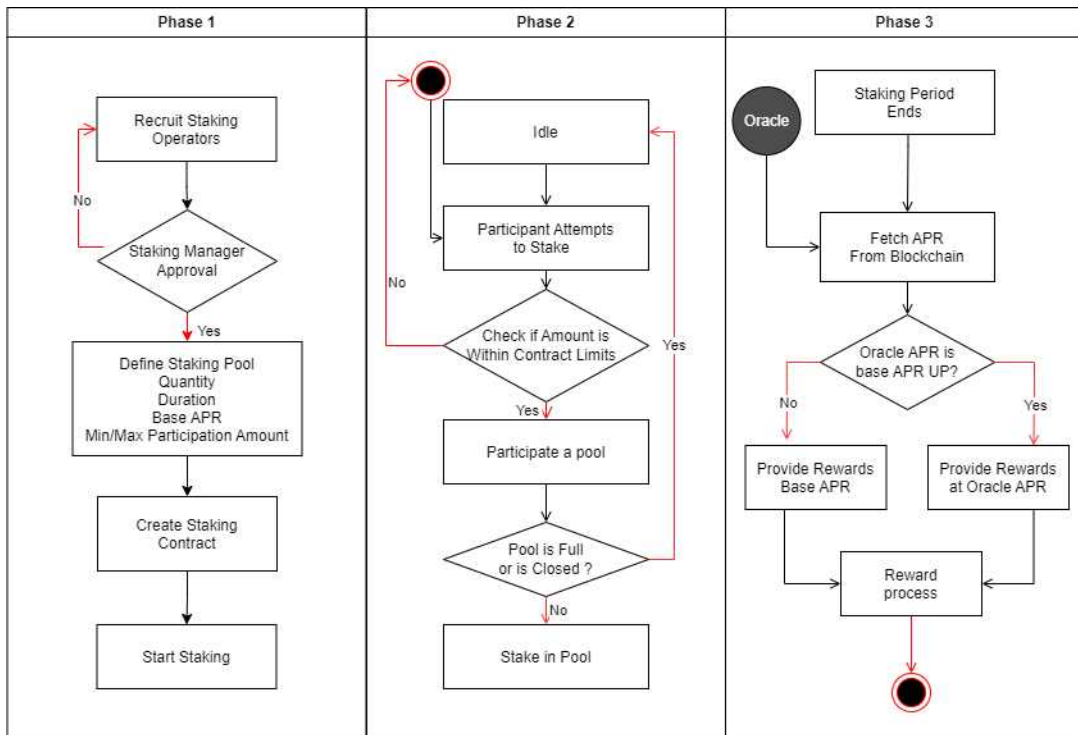 Phase 1
Phase 2
Phase 3
Recruit Staking
Operators
No
Staking Manager
Approval
Yes
Define Staking Pool
Quantity
Duration
Base APR
Min/Max Participation Amount
Create Staking
Contract
Start Staking
Idle
Participant Attempts
to Stake
No
Check if Amount is
Within Contract Limits
Yes
Yes
Participate a pool
Pool is Full
or is Closed ?
No
Stake in Pool
Oracle
Staking Period
Ends
Fetch APR
From Blockchain
Oracle APR is
base APR UP?
No
Yes
Provide Rewards
Base APR
Provide Rewards
at Oracle APR
Reward
process